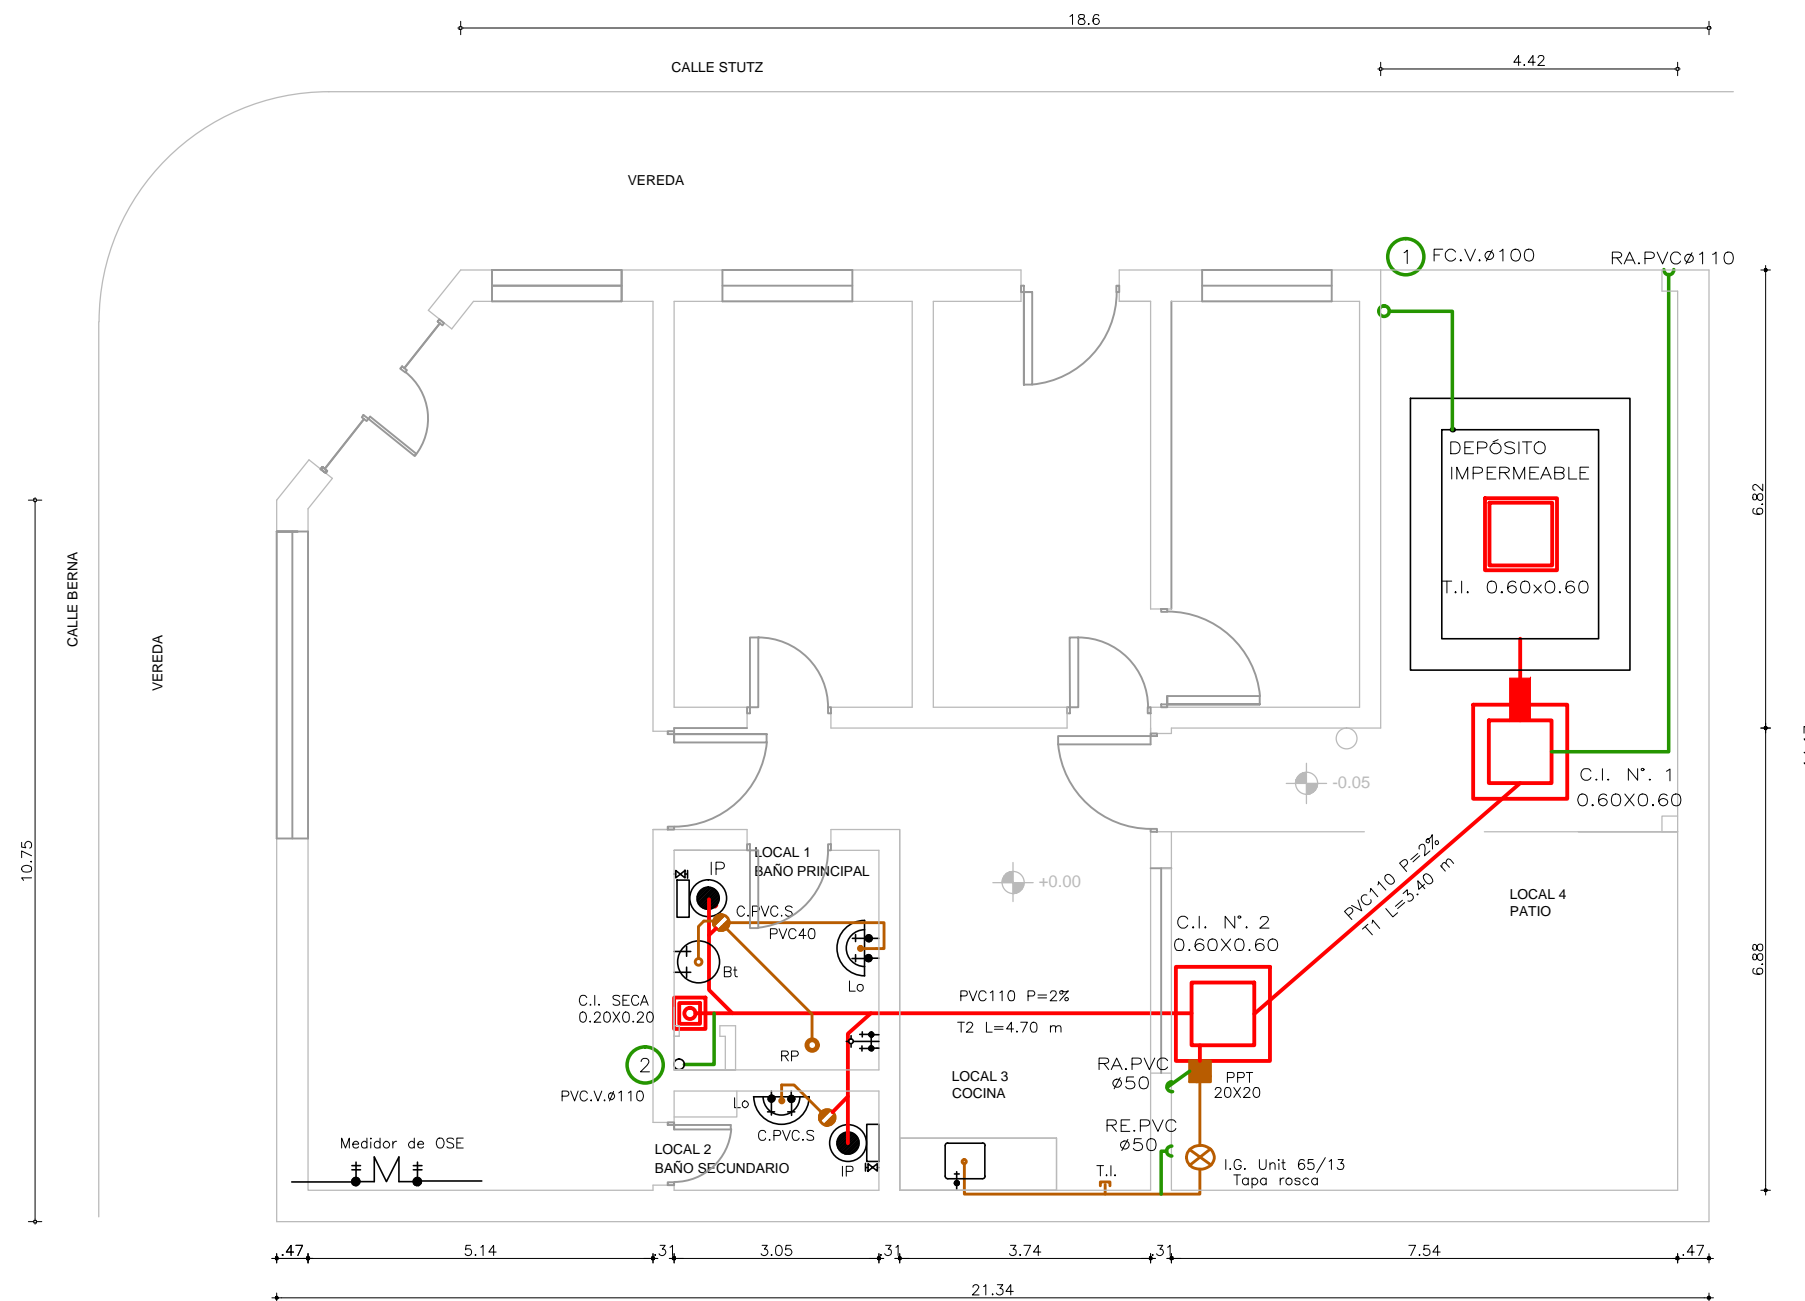 18.6
CALLE STUTZ
4.42
VEREDA
1
FC.V.ø100
RA.PVCø110
DEPÓSITO
IMPERMEABLE
T.I. 0.60x0.60
6.82
CALLE BERNA
VEREDA
10.75
-0.05
C.I. N°. 1
0.60X0.60
LOCAL 1
BAÑO PRINCIPAL
IP
C.PVC.S
PVC40
Bt
Lo
+0.00
PVC110 P=2%
T1 L=3.40 m
LOCAL 4
PATIO
C.I. N°. 2
0.60X0.60
C.I. SECA
0.20X0.20
PVC110 P=2%
T2 L=4.70 m
6.88
2
RP
PVC.V.ø110
LOCAL 3
COCINA
RA.PVC
ø50
PPT
20X20
Lo
C.PVC.S
RE.PVC
ø50
Medidor de OSE
LOCAL 2
BAÑO SECUNDARIO
IP
T.I.
I.G. Unit 65/13
Tapa rosca
.47
5.14
.31
3.05
.31
3.74
.31
7.54
.47
21.34